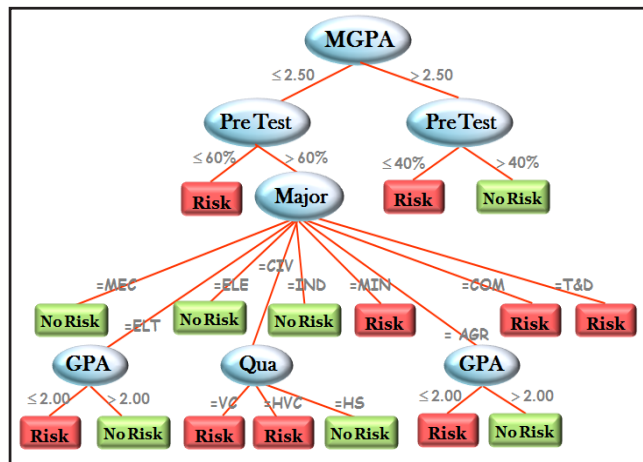 MGPA
≤ 2.50 > 2.50
Pre Test Pre Test
≤ 60% > 60% ≤ 40% > 40%
Risk Major Risk No Risk
=MEC =ELT =ELE =CIV =IND =MIN = AGR =COM =T&D
No Risk No Risk No Risk Risk Risk Risk
GPA Qua GPA
≤ 2.00 > 2.00 =VC =HVC =HS ≤ 2.00 > 2.00
Risk No Risk Risk Risk No Risk Risk No Risk